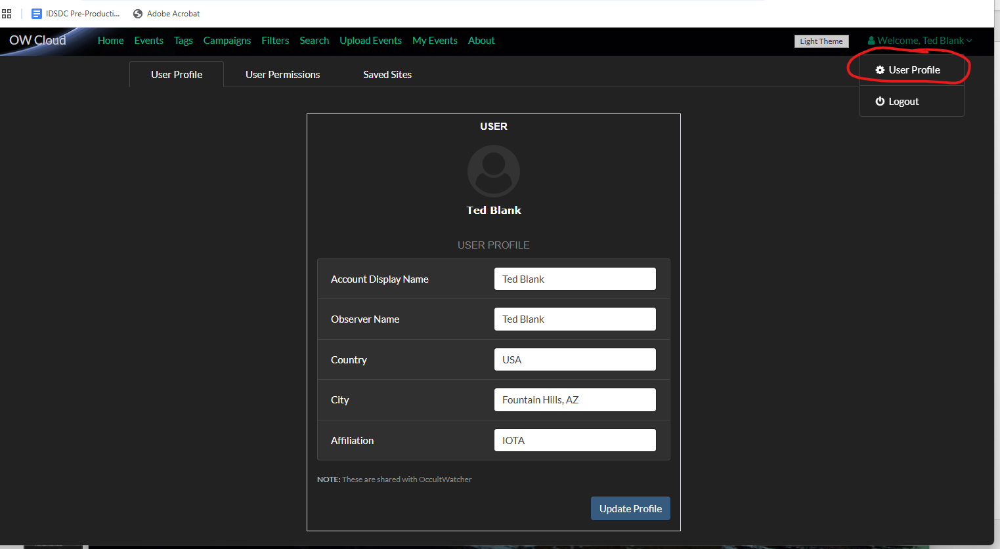 IDSDC Pre-Producti... Adobe Acrobat
OW Cloud Home Events Tags Campaigns Filters Search Upload Events My Events About Light Theme Welcome, Ted Blank
User Profile User Permissions Saved Sites User Profile
Logout
USER
Ted Blank
USER PROFILE
Account Display Name Ted Blank
Observer Name Ted Blank
Country USA
City Fountain Hills, AZ
Affiliation IOTA
NOTE: These are shared with OccultWatcher
Update Profile